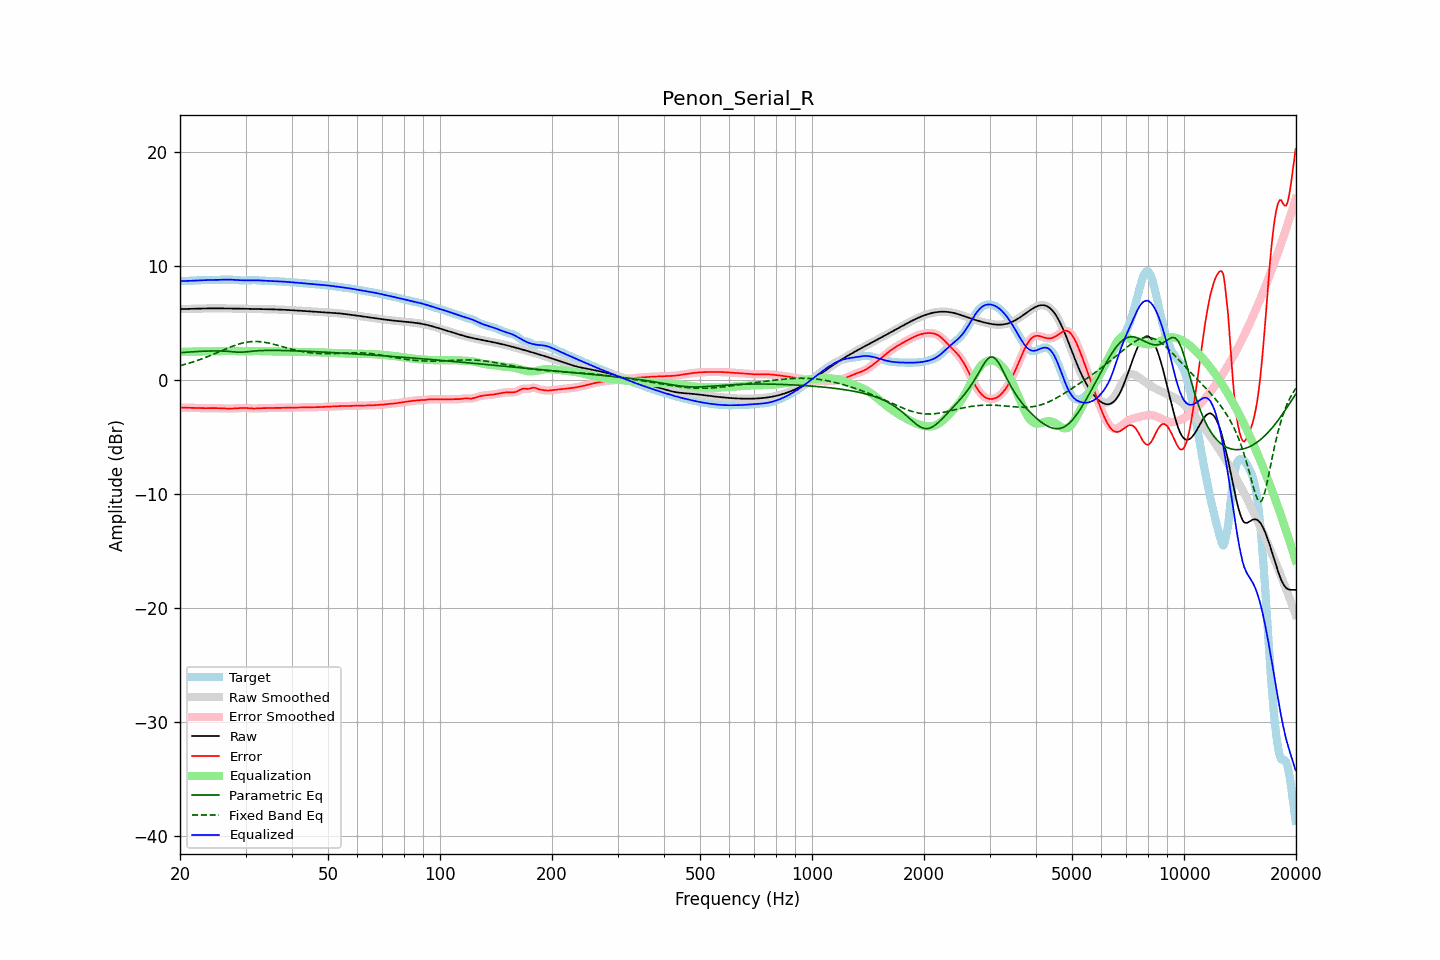 Penon_Serial_R
20
10
0
−10
−20
−30
−40
Amplitude (dBr)
Target
Raw Smoothed
Error Smoothed
Raw
Error
Equalization
Parametric Eq
Fixed Band Eq
Equalized
20 50 100 200 500 1000 2000 5000 10000 20000
Frequency (Hz)